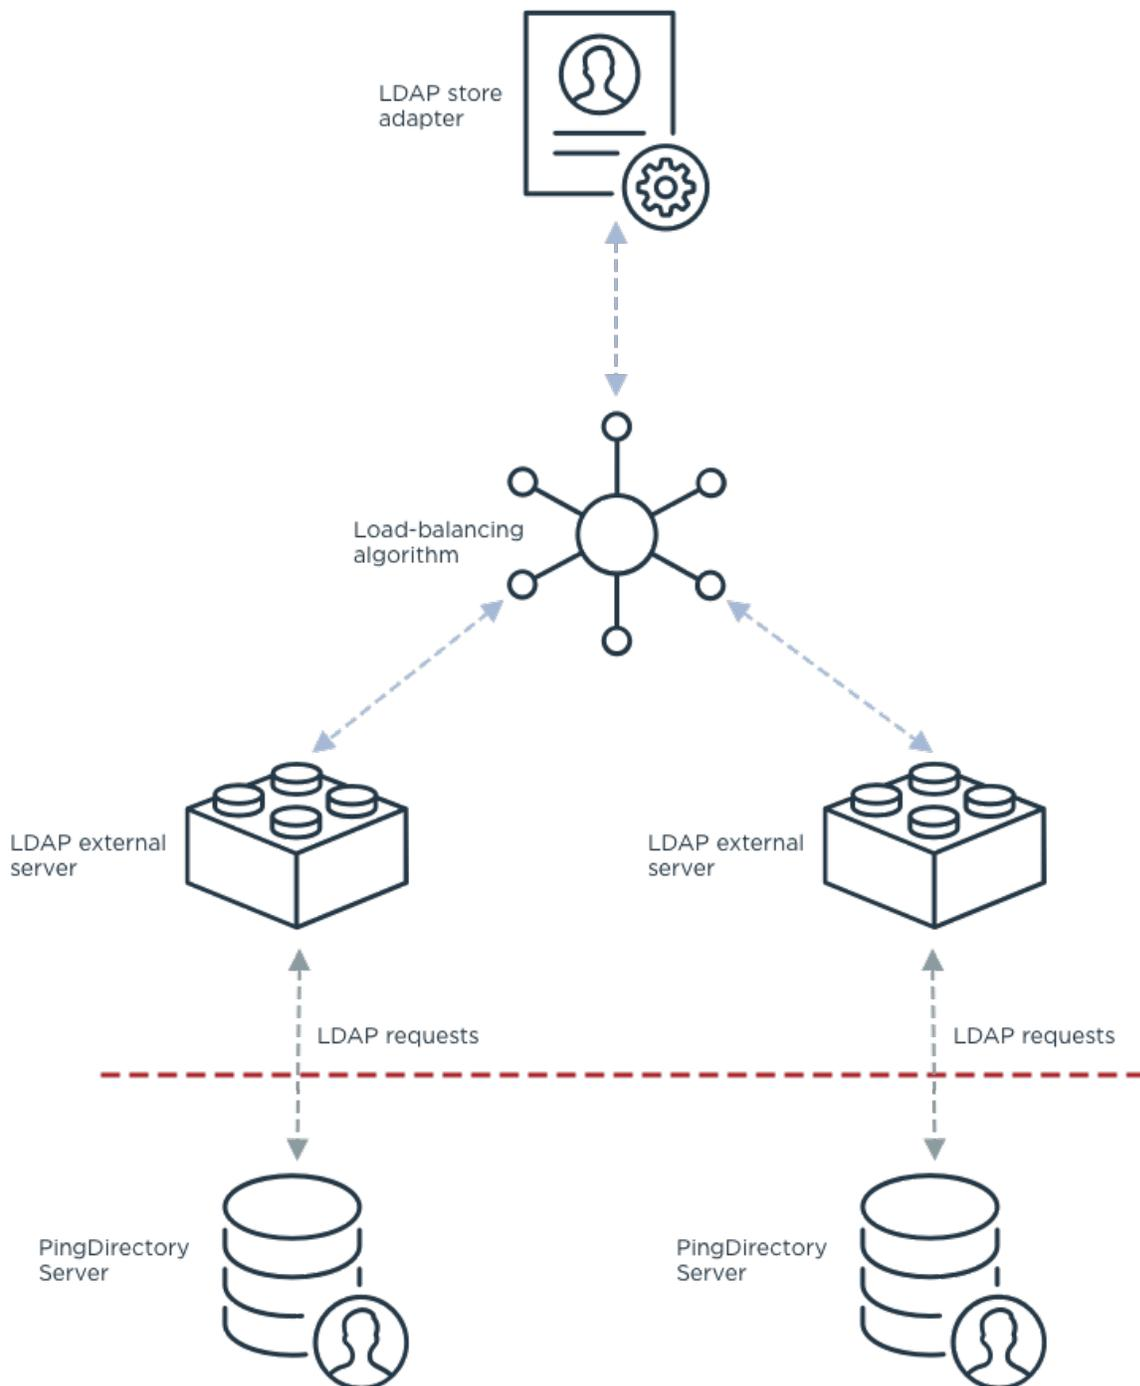 LDAP store
adapter
Load-balancing
algorithm
LDAP external
server
LDAP external
server
LDAP requests
LDAP requests
PingDirectory
Server
PingDirectory
Server